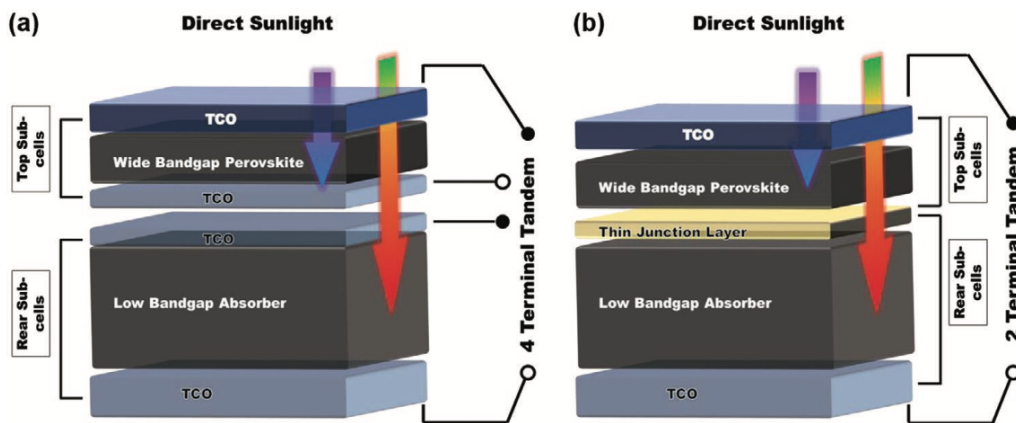 (a)
Direct Sunlight
TCO
Wide Bandgap Perovskite
TCO
TCO
Low Bandgap Absorber
TCO
Top Sub-
cells
Rear Sub-
cells
4 Terminal Tandem
(b)
Direct Sunlight
TCO
Wide Bandgap Perovskite
Thin Junction Layer
Low Bandgap Absorber
TCO
Top Sub-
cells
Rear Sub-
cells
2 Terminal Tandem